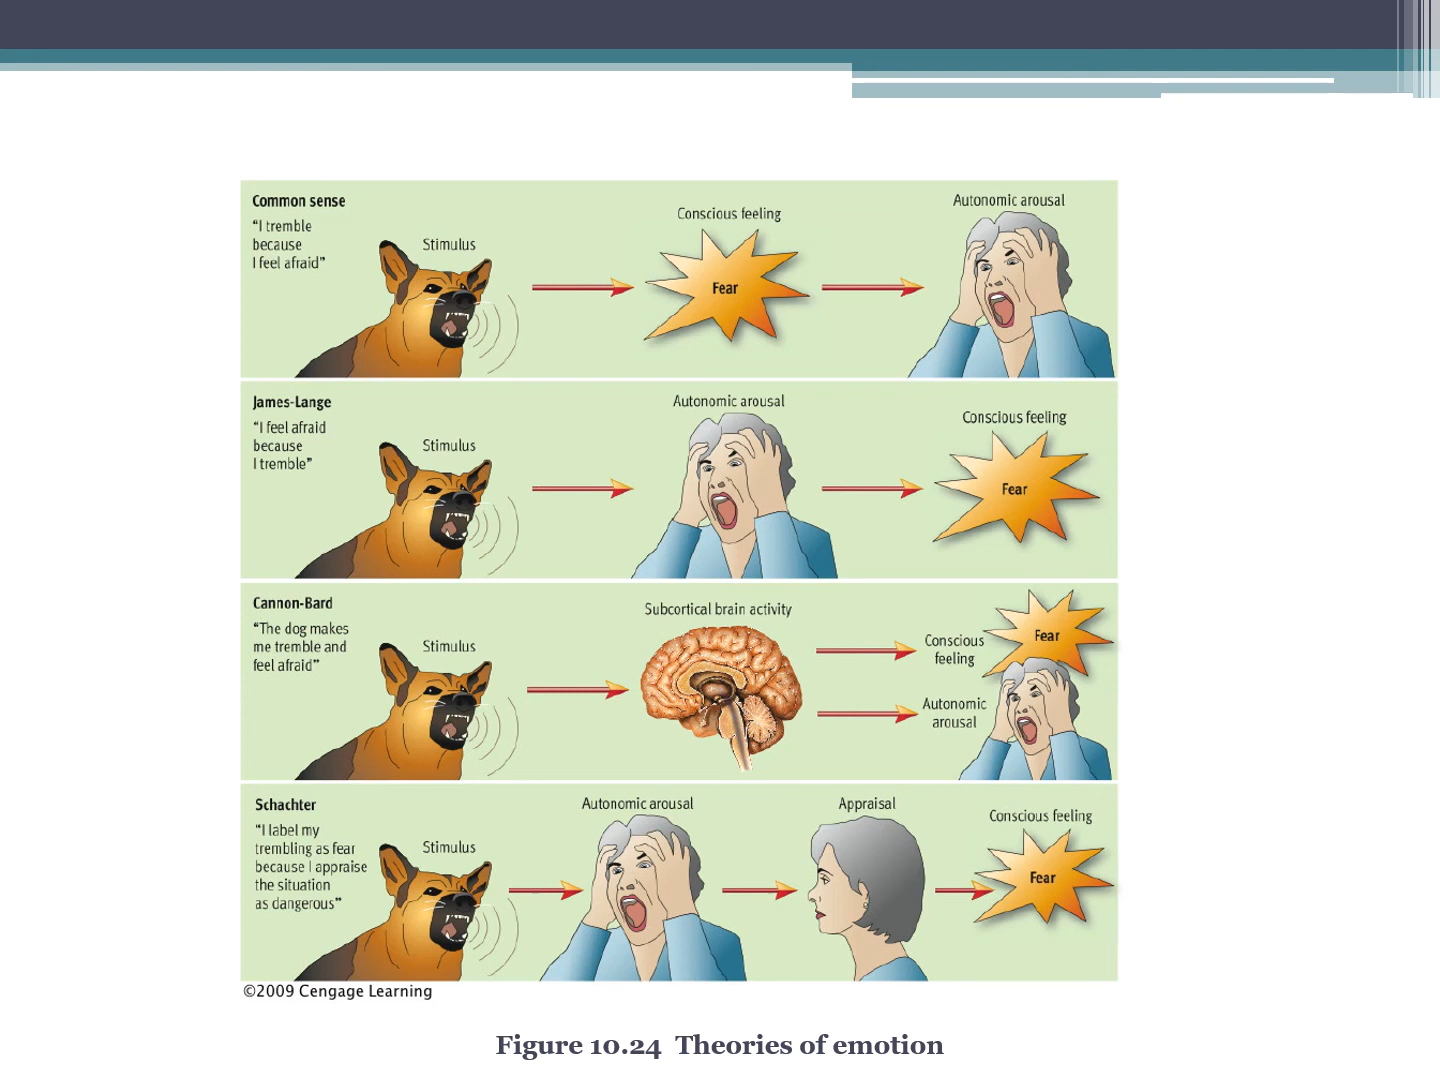 Common sense
"I tremble
because
I feel afraid"
Stimulus
Conscious feeling
Fear
Autonomic arousal
James-Lange
"I feel afraid
because
I tremble"
Stimulus
Autonomic arousal
Conscious feeling
Fear
Cannon-Bard
"The dog makes
me tremble and
feel afraid"
Stimulus
Subcortical brain activity
Conscious
feeling
Fear
Autonomic
arousal
Schachter
"I label my
trembling as fear
because I appraise
the situation
as dangerous"
Stimulus
Autonomic arousal
Appraisal
Conscious feeling
Fear
©2009 Cengage Learning
Figure 10.24 Theories of emotion